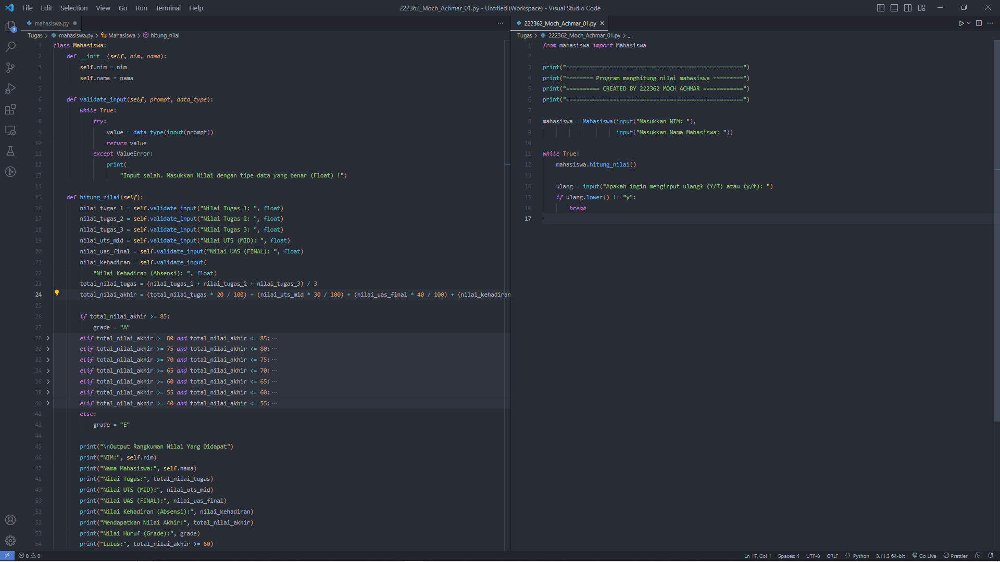 File Edit Selection View Go Run Terminal Help
222362_Moch_Achmar_01.py - Untitled (Workspace) - Visual Studio Code
mahasiswa.py
Tugas > mahasiswa.py > Mahasiswa > hitung_nilai
1 class Mahasiswa:
2 def __init__(self, nim, nama):
3 self.nim = nim
4 self.nama = nama
5
6 def validate_input(self, prompt, data_type):
7 while True:
8 try:
9 value = data_type(input(prompt))
10 return value
11 except ValueError:
12 print(
13 "Input salah. Masukkan Nilai dengan tipe data yang benar (Float) !")
14
15 def hitung_nilai(self):
16 nilai_tugas_1 = self.validate_input("Nilai Tugas 1: ", float)
17 nilai_tugas_2 = self.validate_input("Nilai Tugas 2: ", float)
18 nilai_tugas_3 = self.validate_input("Nilai Tugas 3: ", float)
19 nilai_uts_mid = self.validate_input("Nilai UTS (MID): ", float)
20 nilai_uas_final = self.validate_input("Nilai UAS (FINAL): ", float)
21 nilai_kehadiran = self.validate_input(
22 "Nilai Kehadiran (Absensi): ", float)
23 total_nilai_tugas = (nilai_tugas_1 + nilai_tugas_2 + nilai_tugas_3) / 3
24 total_nilai_akhir = (total_nilai_tugas * 20 / 100) + (nilai_uts_mid * 30 / 100) + (nilai_uas_final * 40 / 100) + (nilai_kehadiran
25
26 if total_nilai_akhir >= 85:
27 grade = "A"
28 elif total_nilai_akhir >= 80 and total_nilai_akhir <= 85:···
30 elif total_nilai_akhir >= 75 and total_nilai_akhir <= 80:···
32 elif total_nilai_akhir >= 70 and total_nilai_akhir <= 75:···
34 elif total_nilai_akhir >= 65 and total_nilai_akhir <= 70:···
36 elif total_nilai_akhir >= 60 and total_nilai_akhir <= 65:···
38 elif total_nilai_akhir >= 55 and total_nilai_akhir <= 60:···
40 elif total_nilai_akhir >= 40 and total_nilai_akhir <= 55:···
42 else:
43 grade = "E"
44
45 print("\nOutput Rangkuman Nilai Yang Didapat")
46 print("NIM:", self.nim)
47 print("Nama Mahasiswa:", self.nama)
48 print("Nilai Tugas:", total_nilai_tugas)
49 print("Nilai UTS (MID):", nilai_uts_mid)
50 print("Nilai UAS (FINAL):", nilai_uas_final)
51 print("Nilai Kehadiran (Absensi):", nilai_kehadiran)
52 print("Mendapatkan Nilai Akhir:", total_nilai_akhir)
53 print("Nilai Huruf (Grade):", grade)
54 print("Lulus:", total_nilai_akhir >= 60)
222362_Moch_Achmar_01.py
Tugas > 222362_Moch_Achmar_01.py > ...
1 from mahasiswa import Mahasiswa
2
3 print("=====================================================")
4 print("======== Program menghitung nilai mahasiswa =========")
5 print("========== CREATED BY 222362 MOCH ACHMAR ============")
6 print("=====================================================")
7
8 mahasiswa = Mahasiswa(input("Masukkan NIM: "),
9 input("Masukkan Nama Mahasiswa: "))
10
11 while True:
12 mahasiswa.hitung_nilai()
13
14 ulang = input("Apakah ingin menginput ulang? (Y/T) atau (y/t): ")
15 if ulang.lower() != "y":
16 break
17
1
0 0
Ln 17, Col 1 Spaces: 4 UTF-8 CRLF Python 3.11.3 64-bit Go Live Prettier